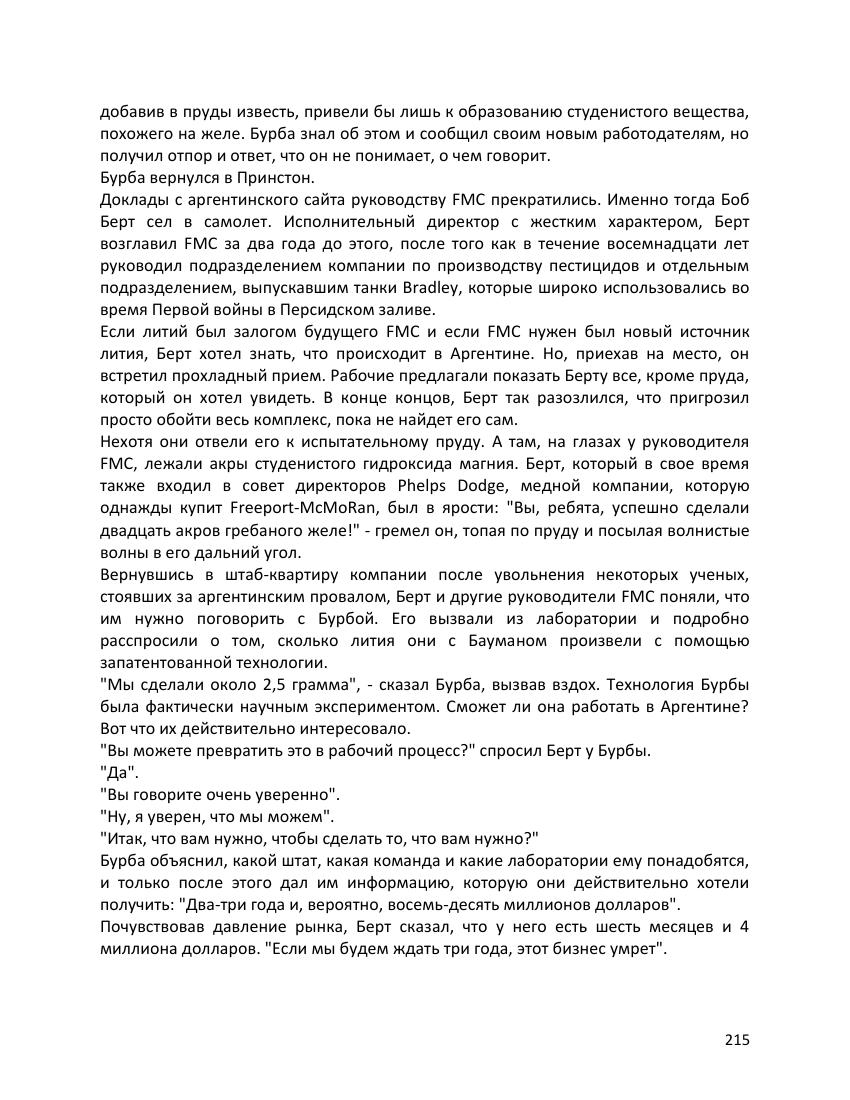 добавив в пруды известь, привели бы лишь к образованию студенистого вещества,
похожего на желе. Бурба знал об этом и сообщил своим новым работодателям, но
получил отпор и ответ, что он не понимает, о чем говорит.
Бурба вернулся в Принстон.
Доклады с аргентинского сайта руководству FMC прекратились. Именно тогда Боб
Берт сел в самолет. Исполнительный директор с жестким характером, Берт
возглавил FMC за два года до этого, после того как в течение восемнадцати лет
руководил подразделением компании по производству пестицидов и отдельным
подразделением, выпускавшим танки Bradley, которые широко использовались во
время Первой войны в Персидском заливе.
Если литий был залогом будущего FMC и если FMC нужен был новый источник
лития, Берт хотел знать, что происходит в Аргентине. Но, приехав на место, он
встретил прохладный прием. Рабочие предлагали показать Берту все, кроме пруда,
который он хотел увидеть. В конце концов, Берт так разозлился, что пригрозил
просто обойти весь комплекс, пока не найдет его сам.
Нехотя они отвели его к испытательному пруду. А там, на глазах у руководителя
FMC, лежали акры студенистого гидроксида магния. Берт, который в свое время
также входил в совет директоров Phelps Dodge, медной компании, которую
однажды купит Freeport-McMoRan, был в ярости: "Вы, ребята, успешно сделали
двадцать акров гребаного желе!" - гремел он, топая по пруду и посылая волнистые
волны в его дальний угол.
Вернувшись в штаб-квартиру компании после увольнения некоторых ученых,
стоявших за аргентинским провалом, Берт и другие руководители FMC поняли, что
им нужно поговорить с Бурбой. Его вызвали из лаборатории и подробно
расспросили о том, сколько лития они с Бауманом произвели с помощью
запатентованной технологии.
"Мы сделали около 2,5 грамма", - сказал Бурба, вызвав вздох. Технология Бурбы
была фактически научным экспериментом. Сможет ли она работать в Аргентине?
Вот что их действительно интересовало.
"Вы можете превратить это в рабочий процесс?" спросил Берт у Бурбы.
"Да".
"Вы говорите очень уверенно".
"Ну, я уверен, что мы можем".
"Итак, что вам нужно, чтобы сделать то, что вам нужно?"
Бурба объяснил, какой штат, какая команда и какие лаборатории ему понадобятся,
и только после этого дал им информацию, которую они действительно хотели
получить: "Два-три года и, вероятно, восемь-десять миллионов долларов".
Почувствовав давление рынка, Берт сказал, что у него есть шесть месяцев и 4
миллиона долларов. "Если мы будем ждать три года, этот бизнес умрет".
215